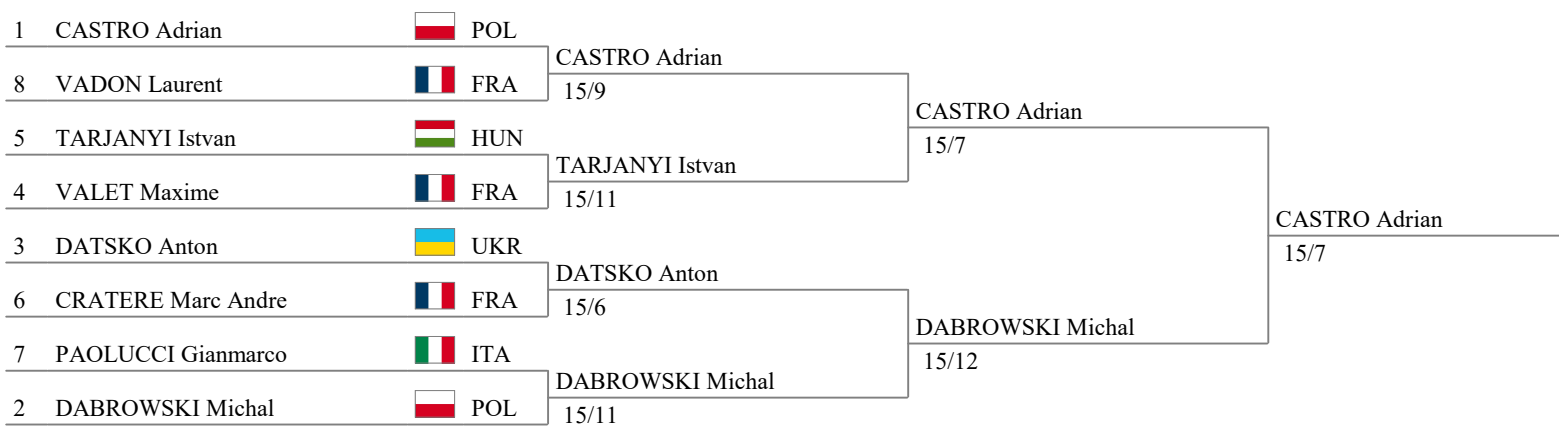 1 CASTRO Adrian POL
8 VADON Laurent FRA
5 TARJANYI Istvan HUN
4 VALET Maxime FRA
3 DATSKO Anton UKR
6 CRATERE Marc Andre FRA
7 PAOLUCCI Gianmarco ITA
2 DABROWSKI Michal POL
CASTRO Adrian
15/9
TARJANYI Istvan
15/11
DATSKO Anton
15/6
DABROWSKI Michal
15/11
CASTRO Adrian
15/7
DABROWSKI Michal
15/12
CASTRO Adrian
15/7